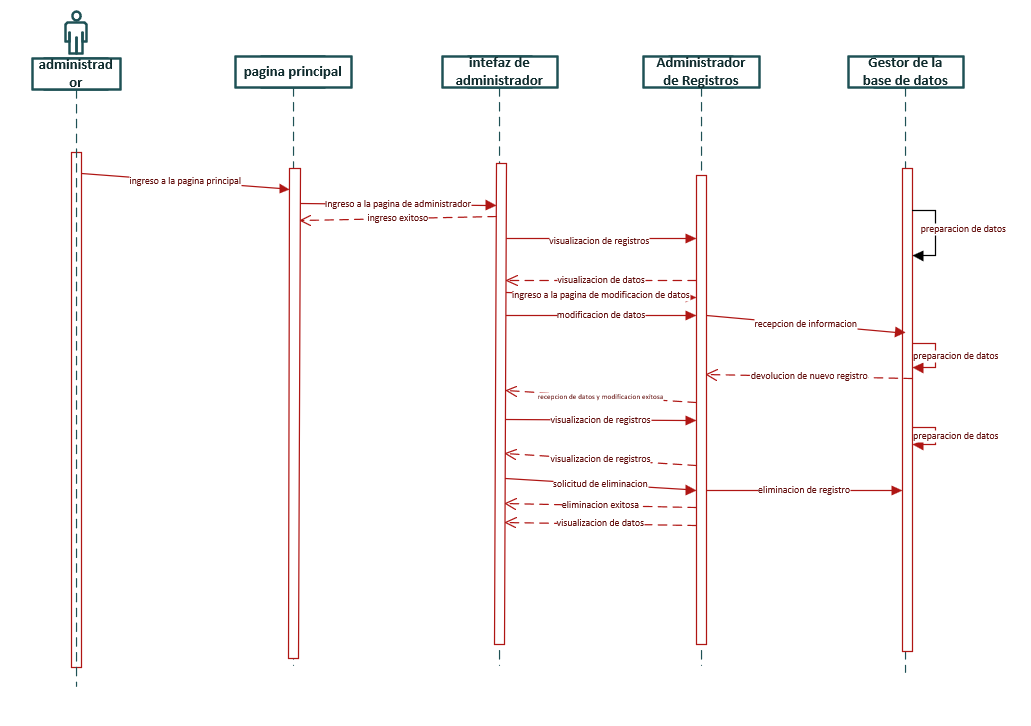 administrad
or
pagina principal
intefaz de
administrador
Administrador
de Registros
Gestor de la
base de datos
ingreso a la pagina principal
ingreso a la pagina de administrador
ingreso exitoso
preparacion de datos
visualizacion de registros
visualizacion de datos
ingreso a la pagina de modificacion de datos
modificacion de datos
recepcion de informacion
preparacion de datos
devolucion de nuevo registro
recepcion de datos y modificacion exitosa
visualizacion de registros
preparacion de datos
visualizacion de registros
solicitud de eliminacion
eliminacion de registro
eliminacion exitosa
visualizacion de datos